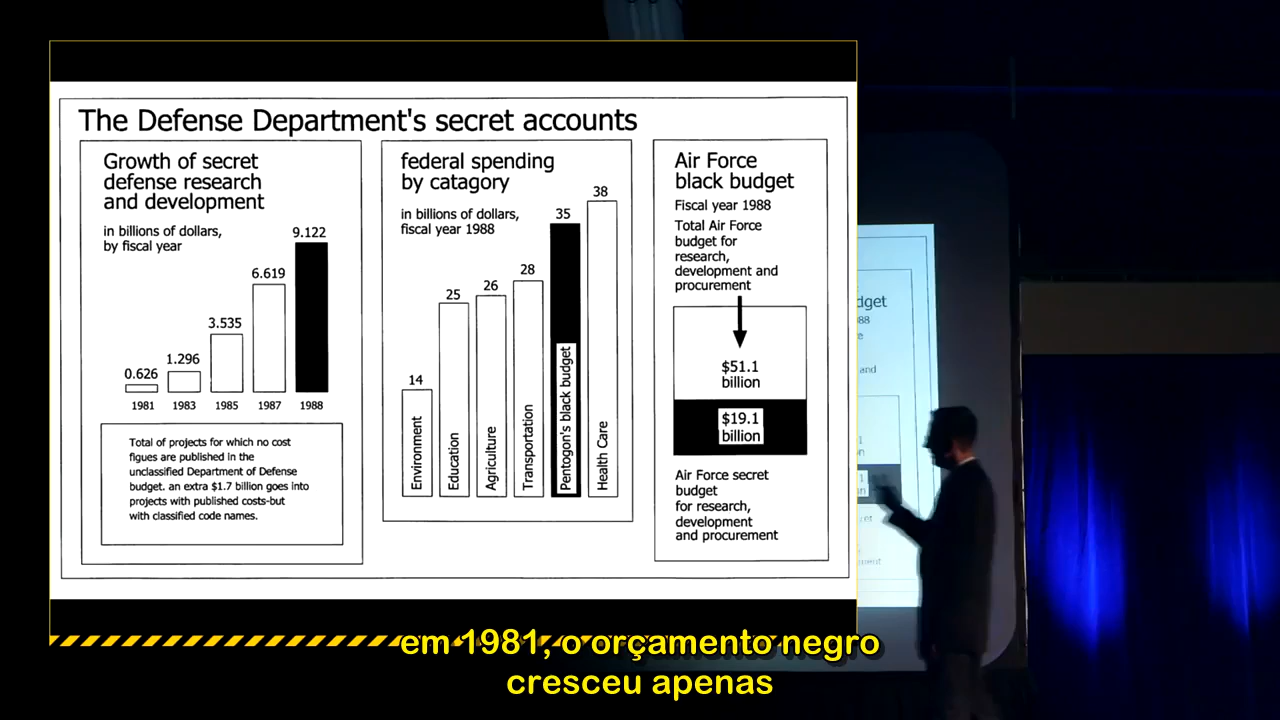 The Defense Department's secret accounts
Growth of secret
defense research
and development
in billions of dollars,
by fiscal year
9.122
6.619
3.535
1.296
0.626
1981
1983
1985
1987
1988
Total of projects for which no cost
figues are published in the
unclassified Department of Defense
budget. an extra $1.7 billion goes into
projects with published costs-but
with classified code names.
federal spending
by catagory
in billions of dollars,
fiscal year 1988
14
25
26
28
35
38
Environment
Education
Agriculture
Transportation
Pentogon's black budget
Health Care
Air Force
black budget
Fiscal year 1988
Total Air Force
budget for
research,
development and
procurement
$51.1
billion
$19.1
billion
Air Force secret
budget
for research,
development
and procurement
em 1981, o orçamento negro
cresceu apenas